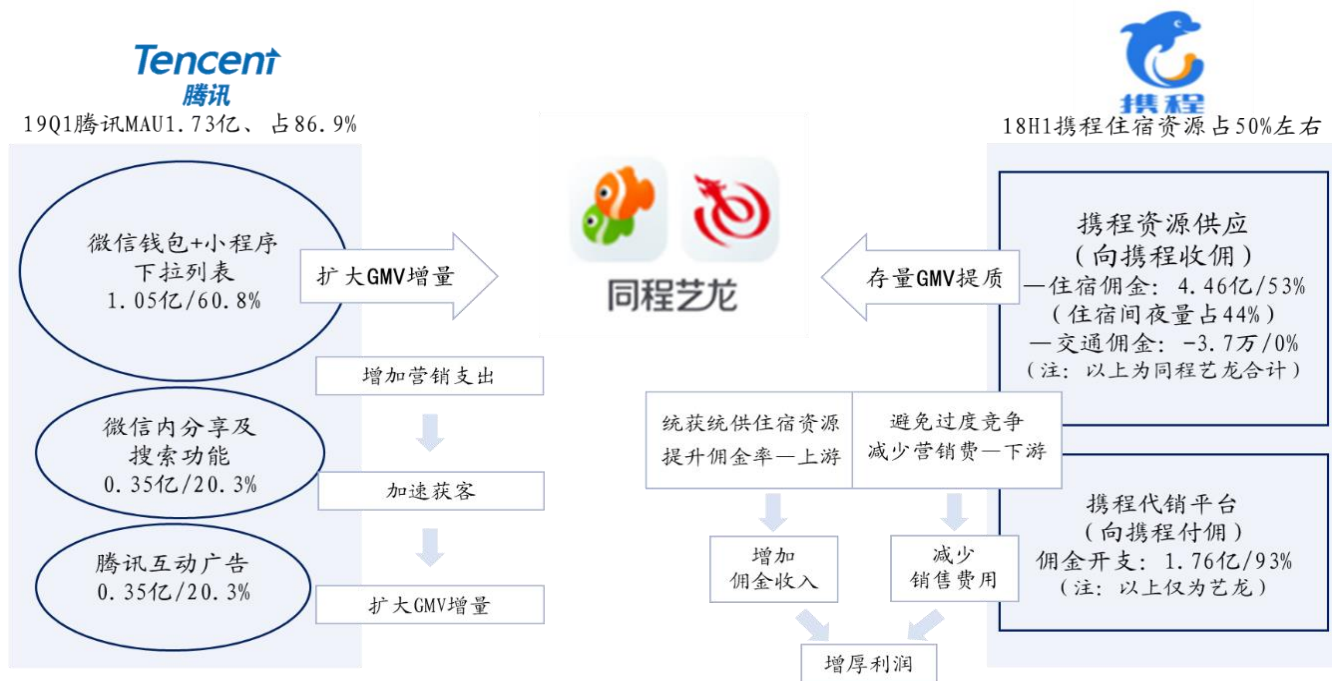 Tencent
腾讯
19Q1腾讯MAU1.73亿、占86.9%
微信钱包+小程序
下拉列表
1.05亿/60.8%
微信内分享及
搜索功能
0.35亿/20.3%
腾讯互动广告
0.35亿/20.3%
扩大GMV增量
增加营销支出
加速获客
扩大GMV增量
同程艺龙
存量GMV提质
统获统供住宿资源
提升佣金率—上游
避免过度竞争
减少营销费—下游
增加
佣金收入
减少
销售费用
增厚利润
携程
18H1携程住宿资源占50%左右
携程资源供应
(向携程收佣)
—住宿佣金: 4.46亿/53%
(住宿间夜量占44%)
—交通佣金: -3.7万/0%
(注: 以上为同程艺龙合计)
携程代销平台
(向携程付佣)
佣金开支: 1.76亿/93%
(注: 以上仅为艺龙)